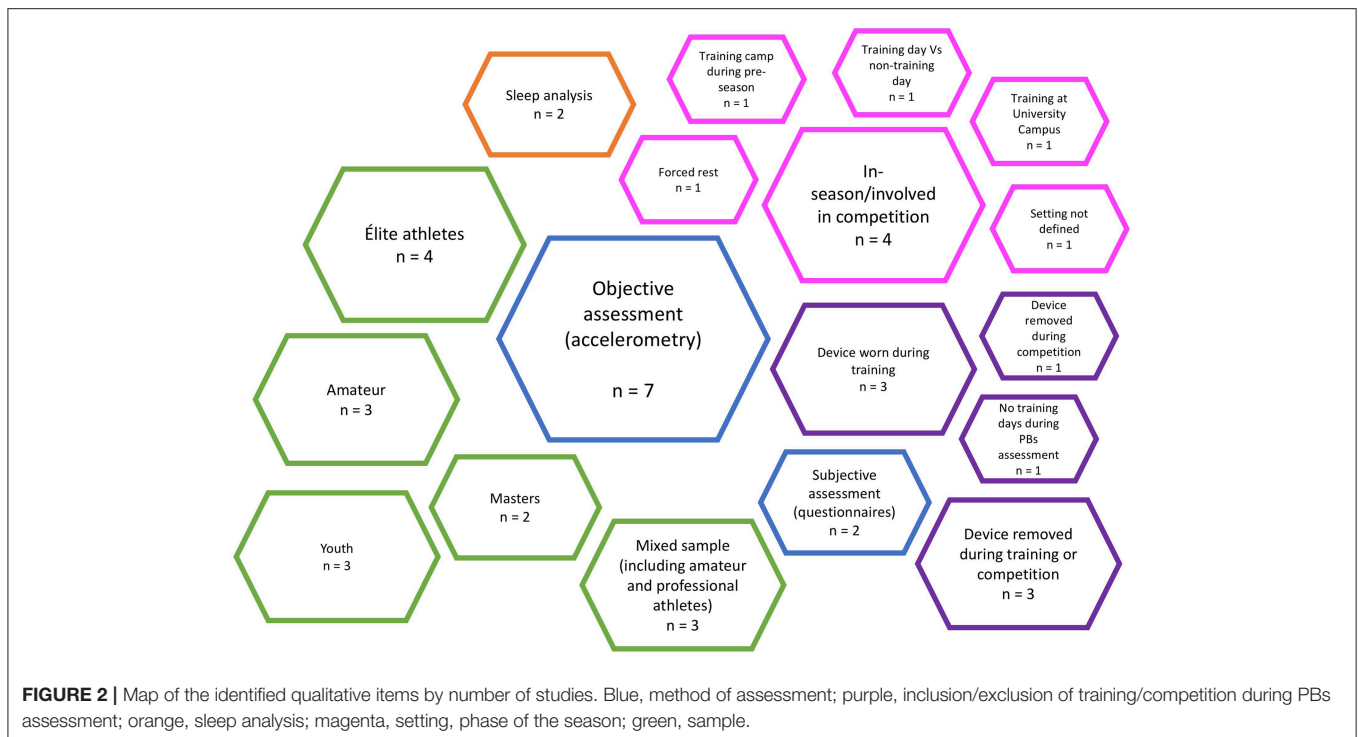 Sleep analysis
n = 2
Training camp
during pre-
season
n = 1
Training day Vs
non-training
day
n = 1
Training at
University
Campus
n = 1
Forced rest
n = 1
In-
season/involved
in competition
n = 4
Setting not
defined
n = 1
Élite athletes
n = 4
Objective
assessment
(accelerometry)
n = 7
Device worn during
training
n = 3
Device
removed
during
competition
n = 1
Amateur
n = 3
No training
days during
PBs
assessment
n = 1
Masters
n = 2
Subjective
assessment
(questionnaires)
n = 2
Youth
n = 3
Mixed sample
(including amateur
and professional
athletes)
n = 3
Device removed
during training or
competition
n = 3
FIGURE 2 | Map of the identified qualitative items by number of studies. Blue, method of assessment; purple, inclusion/exclusion of training/competition during PBs
assessment; orange, sleep analysis; magenta, setting, phase of the season; green, sample.